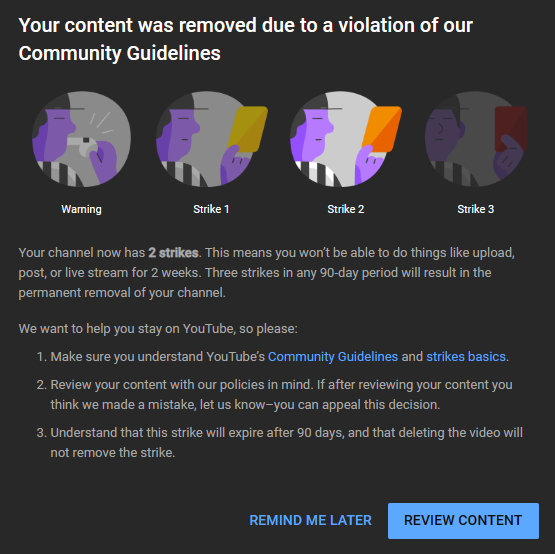 Your content was removed due to a violation of our
Community Guidelines
Warning
Strike 1
Strike 2
Strike 3
Your channel now has 2 strikes. This means you won't be able to do things like upload,
post, or live stream for 2 weeks. Three strikes in any 90-day period will result in the
permanent removal of your channel.
We want to help you stay on YouTube, so please:
1. Make sure you understand YouTube's Community Guidelines and strikes basics.
2. Review your content with our policies in mind. If after reviewing your content you
think we made a mistake, let us know–you can appeal this decision.
3. Understand that this strike will expire after 90 days, and that deleting the video will
not remove the strike.
REMIND ME LATER
REVIEW CONTENT